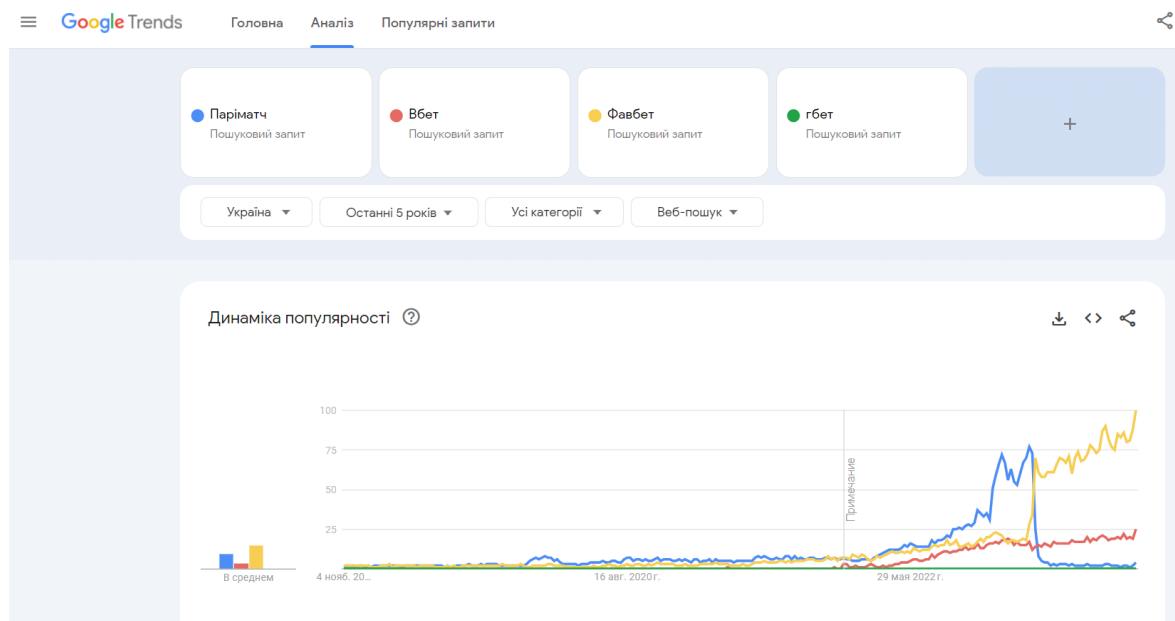 Google Trends
Головна
Аналіз
Популярні запити
Паріматч
Пошуковий запит
Вбет
Пошуковий запит
Фавбет
Пошуковий запит
гбет
Пошуковий запит
+
Україна
Останні 5 років
Усі категорії
Веб-пошук
Динаміка популярності
?
100
75
50
25
Примечание
В среднем
4 нояб. 20…
16 авг. 2020 г.
29 мая 2022 г.